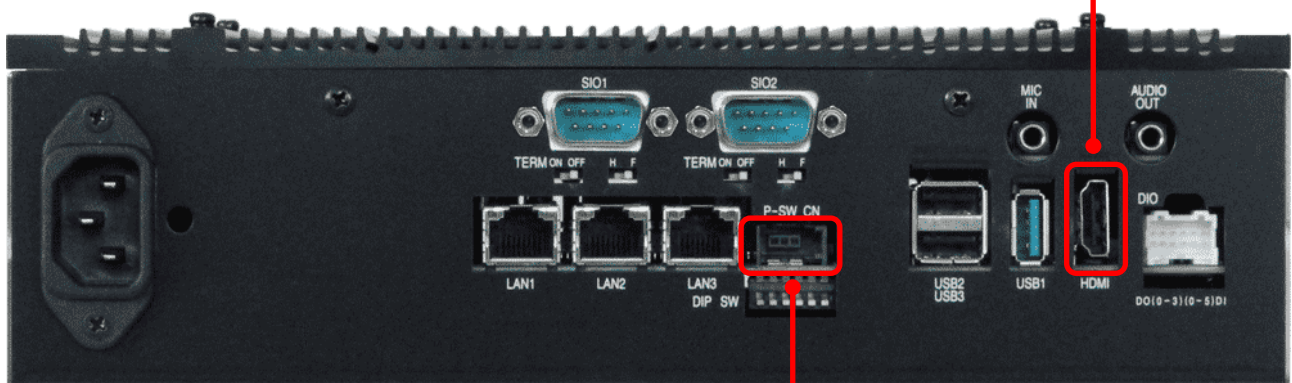 SIO1
SIO2
MIC
IN
AUDIO
OUT
TERM ON OFF H F
TERM ON OFF H F
P-SW CN
DIO
LAN1
LAN2
LAN3
DIP SW
USB2
USB3
USB1
HDMI
DO(0-3)(0-5)DI